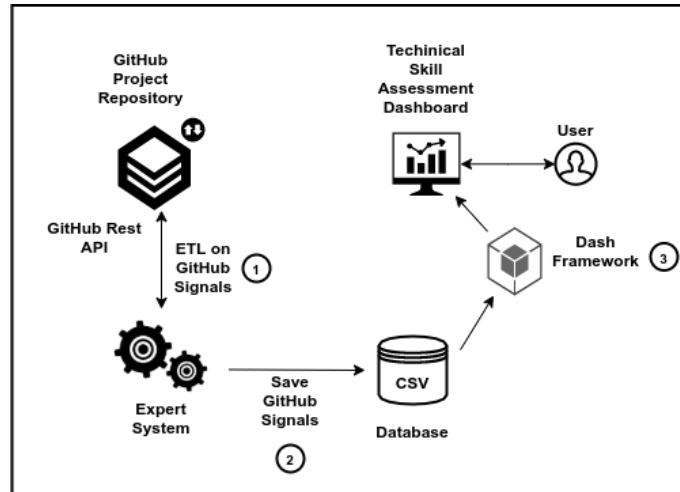 GitHub
Project
Repository
GitHub Rest
API
ETL on
GitHub
Signals
1
Expert
System
Save
GitHub
Signals
2
CSV
Database
Dash
Framework
3
Techinical
Skill
Assessment
Dashboard
User